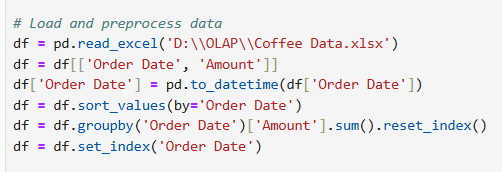 # Load and preprocess data
df = pd.read_excel('D:\\OLAP\\Coffee Data.xlsx')
df = df[['Order Date', 'Amount']]
df['Order Date'] = pd.to_datetime(df['Order Date'])
df = df.sort_values(by='Order Date')
df = df.groupby('Order Date')['Amount'].sum().reset_index()
df = df.set_index('Order Date')